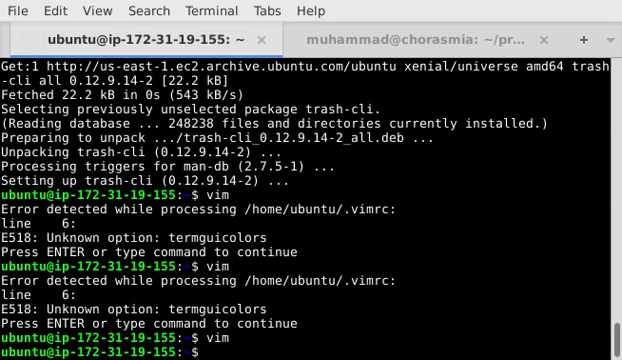 File Edit View Search Terminal Tabs Help
ubuntu@ip-172-31-19-155: ~ × muhammad@chorasmia: ~/pr... × +
Get:1 http://us-east-1.ec2.archive.ubuntu.com/ubuntu xenial/universe amd64 trash
-cli all 0.12.9.14-2 [22.2 kB]
Fetched 22.2 kB in 0s (543 kB/s)
Selecting previously unselected package trash-cli.
(Reading database ... 248238 files and directories currently installed.)
Preparing to unpack .../trash-cli_0.12.9.14-2_all.deb ...
Unpacking trash-cli (0.12.9.14-2) ...
Processing triggers for man-db (2.7.5-1) ...
Setting up trash-cli (0.12.9.14-2) ...
ubuntu@ip-172-31-19-155:~$ vim
Error detected while processing /home/ubuntu/.vimrc:
line    6:
E518: Unknown option: termguicolors
Press ENTER or type command to continue
ubuntu@ip-172-31-19-155:~$ vim
Error detected while processing /home/ubuntu/.vimrc:
line    6:
E518: Unknown option: termguicolors
Press ENTER or type command to continue
ubuntu@ip-172-31-19-155:~$ vim
ubuntu@ip-172-31-19-155:~$